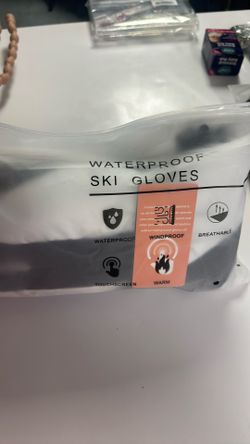 WATERPROOF
SKI GLOVES
WATERPROOF
WINDPROOF
BREATHABLE
TOUCHSCREEN
WARM